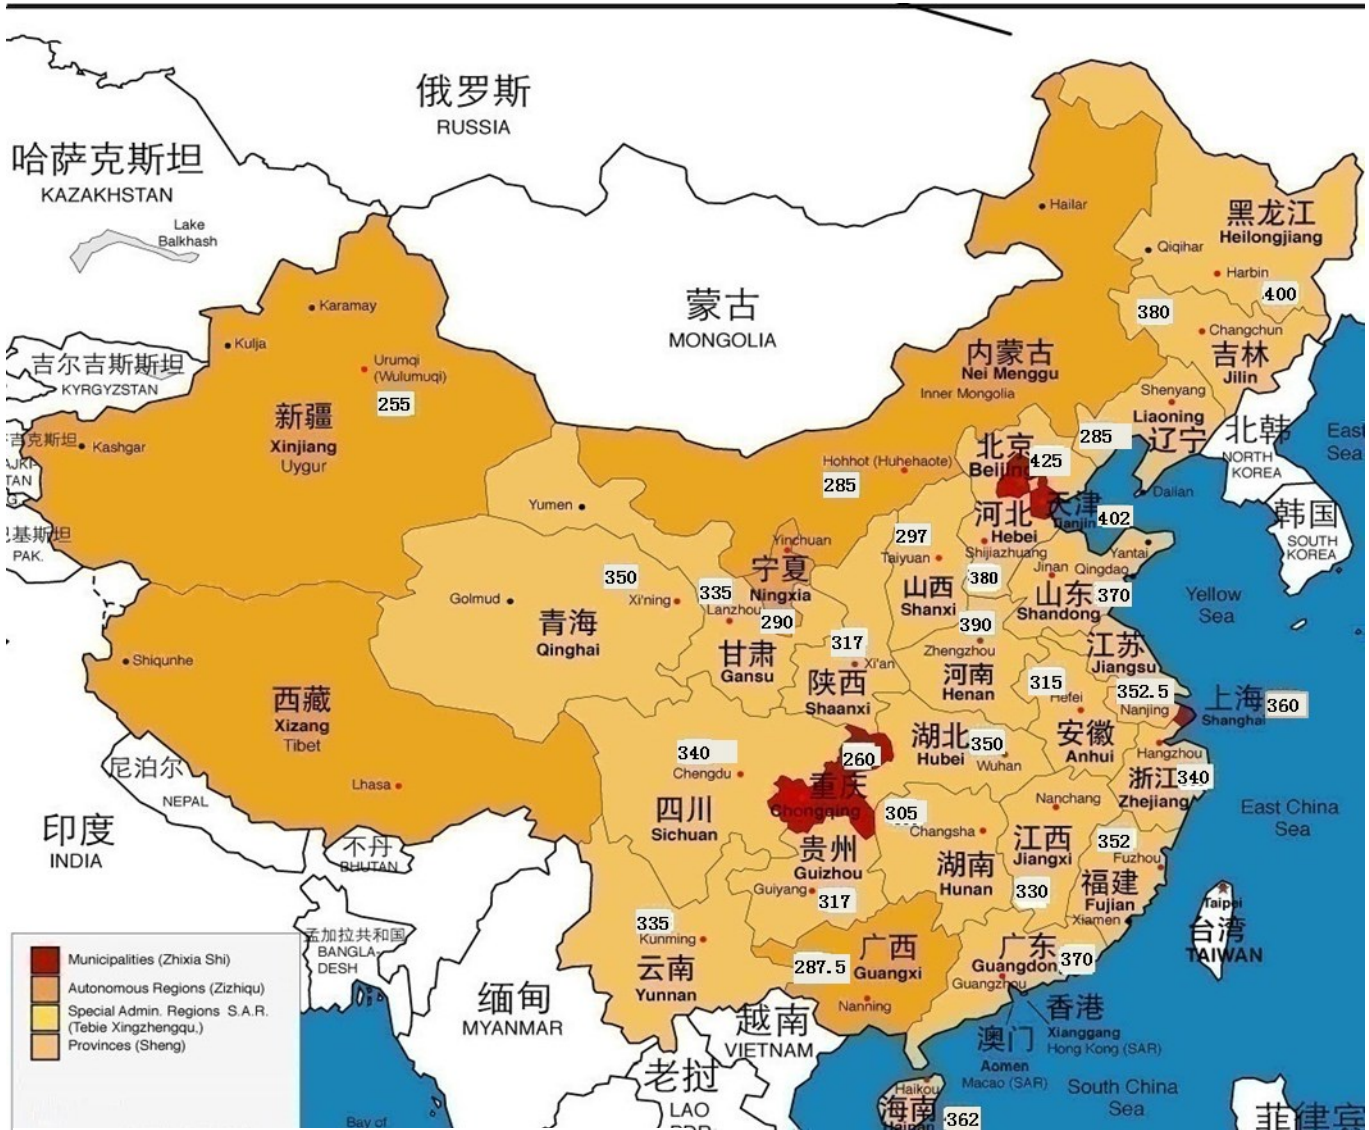 俄罗斯
RUSSIA
哈萨克斯坦
KAZAKHSTAN
Lake
Balkhash
蒙古
MONGOLIA
Hailar
黑龙江
Heilongjiang
Qiqihar
Harbin
400
380
Changchun
吉林
Jilin
Karamay
Kulja
Urumqi
(Wulumuqi)
255
吉尔吉斯斯坦
KYRGYZSTAN
新疆
Xinjiang
Uygur
吉克斯坦
Kashgar
TAN
巴基斯坦
PAK.
内蒙古
Nei Menggu
Inner Mongolia
Shenyang
Liaoning
辽宁
285
北韩
NORTH
KOREA
East
Sea
北京
Beijing
425
Hohhot (Huhehaote)
285
Yumen
Dalian
天津
Tianjin
402
韩国
SOUTH
KOREA
河北
Hebei
Shijiazhuang
380
297
Taiyuan
山西
Shanxi
Yinchuan
宁夏
Ningxia
290
Yantai
Jinan
Qingdao
山东
Shandong
370
Yellow
Sea
350
Xi'ning
Golmud
青海
Qinghai
335
Lanzhou
甘肃
Gansu
317
Xi'an
陕西
Shaanxi
390
Zhengzhou
河南
Henan
江苏
Jiangsu
352.5
Nanjing
上海
Shanghai
360
315
Hefei
安徽
Anhui
Shiqunhe
西藏
Xizang
Tibet
Lhasa
340
Chengdu
四川
Sichuan
260
重庆
Chongqing
湖北
Hubei
350
Wuhan
Hangzhou
浙江
Zhejiang
340
East China
Sea
尼泊尔
NEPAL
印度
INDIA
不丹
BHUTAN
305
Changsha
湖南
Hunan
Nanchang
江西
Jiangxi
330
352
Fuzhou
福建
Fujian
Xiamen
贵州
Guizhou
Guiyang
317
Taipei
台湾
TAIWAN
335
Kunming
云南
Yunnan
广西
Guangxi
287.5
Nanning
广东
Guangdong
370
Guangzhou
香港
Xianggang
Hong Kong (SAR)
澳门
Aomen
Macao (SAR)
孟加拉共和国
BANGLA-
DESH
缅甸
MYANMAR
越南
VIETNAM
老挝
LAO
PDR
Haikou
海南
Hainan
362
South China
Sea
菲律宾
Bay of
Municipalities (Zhixia Shi)
Autonomous Regions (Zizhiqu)
Special Admin. Regions S.A.R.
(Tebie Xingzhengqu,)
Provinces (Sheng)